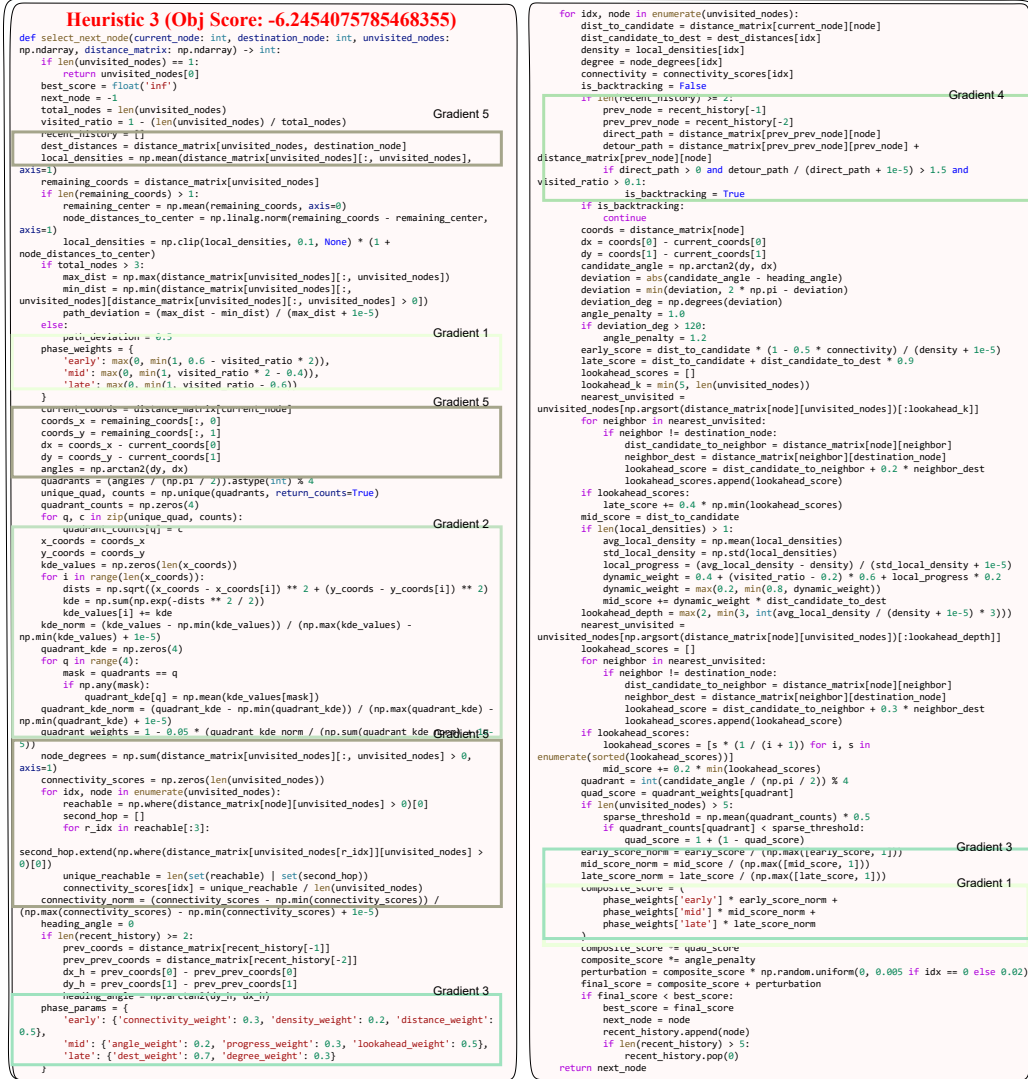 Heuristic 3 (Obj Score: -6.2454075785468355)
def select_next_node(current_node: int, destination_node: int, unvisited_nodes:
np.ndarray, distance_matrix: np.ndarray) -> int:
    if len(unvisited_nodes) == 1:
        return unvisited_nodes[0]
    best_score = float('inf')
    next_node = -1
    total_nodes = len(unvisited_nodes)
    visited_ratio = 1 - (len(unvisited_nodes) / total_nodes)
Gradient 5
    recent_history = []
    dest_distances = distance_matrix[unvisited_nodes, destination_node]
    local_densities = np.mean(distance_matrix[unvisited_nodes][:, unvisited_nodes],
axis=1)
    remaining_coords = distance_matrix[unvisited_nodes]
    if len(remaining_coords) > 1:
        remaining_center = np.mean(remaining_coords, axis=0)
        node_distances_to_center = np.linalg.norm(remaining_coords - remaining_center,
axis=1)
        local_densities = np.clip(local_densities, 0.1, None) * (1 +
node_distances_to_center)
    if total_nodes > 3:
        max_dist = np.max(distance_matrix[unvisited_nodes][:, unvisited_nodes])
        min_dist = np.min(distance_matrix[unvisited_nodes][:,
unvisited_nodes][distance_matrix[unvisited_nodes][:, unvisited_nodes] > 0])
        path_deviation = (max_dist - min_dist) / (max_dist + 1e-5)
    else:
Gradient 1
        path_deviation = 0.5
    phase_weights = {
        'early': max(0, min(1, 0.6 - visited_ratio * 2)),
        'mid': max(0, min(1, visited_ratio * 2 - 0.4)),
        'late': max(0, min(1, visited_ratio - 0.6))
    }
Gradient 5
    current_coords = distance_matrix[current_node]
    coords_x = remaining_coords[:, 0]
    coords_y = remaining_coords[:, 1]
    dx = coords_x - current_coords[0]
    dy = coords_y - current_coords[1]
    angles = np.arctan2(dy, dx)
    quadrants = (angles / (np.pi / 2)).astype(int) % 4
    unique_quad, counts = np.unique(quadrants, return_counts=True)
    quadrant_counts = np.zeros(4)
    for q, c in zip(unique_quad, counts):
Gradient 2
        quadrant_counts[q] = c
    x_coords = coords_x
    y_coords = coords_y
    kde_values = np.zeros(len(x_coords))
    for i in range(len(x_coords)):
        dists = np.sqrt((x_coords - x_coords[i]) ** 2 + (y_coords - y_coords[i]) ** 2)
        kde = np.sum(np.exp(-dists ** 2 / 2))
        kde_values[i] += kde
    kde_norm = (kde_values - np.min(kde_values)) / (np.max(kde_values) -
np.min(kde_values) + 1e-5)
    quadrant_kde = np.zeros(4)
    for q in range(4):
        mask = quadrants == q
        if np.any(mask):
            quadrant_kde[q] = np.mean(kde_values[mask])
    quadrant_kde_norm = (quadrant_kde - np.min(quadrant_kde)) / (np.max(quadrant_kde) -
np.min(quadrant_kde) + 1e-5)
    quadrant_weights = 1 - 0.05 * (quadrant_kde_norm / (np.sum(quadrant_kde_norm) + 1e-
Gradient 5
5))
    node_degrees = np.sum(distance_matrix[unvisited_nodes][:, unvisited_nodes] > 0,
axis=1)
    connectivity_scores = np.zeros(len(unvisited_nodes))
    for idx, node in enumerate(unvisited_nodes):
        reachable = np.where(distance_matrix[node][unvisited_nodes] > 0)[0]
        second_hop = []
        for r_idx in reachable[:3]:
second_hop.extend(np.where(distance_matrix[unvisited_nodes[r_idx]][unvisited_nodes] >
0)[0])
        unique_reachable = len(set(reachable) | set(second_hop))
        connectivity_scores[idx] = unique_reachable / len(unvisited_nodes)
    connectivity_norm = (connectivity_scores - np.min(connectivity_scores)) /
(np.max(connectivity_scores) - np.min(connectivity_scores) + 1e-5)
    heading_angle = 0
    if len(recent_history) >= 2:
        prev_coords = distance_matrix[recent_history[-1]]
        prev_prev_coords = distance_matrix[recent_history[-2]]
        dx_h = prev_coords[0] - prev_prev_coords[0]
        dy_h = prev_coords[1] - prev_prev_coords[1]
        heading_angle = np.arctan2(dy_h, dx_h)
Gradient 3
    phase_params = {
        'early': {'connectivity_weight': 0.3, 'density_weight': 0.2, 'distance_weight':
0.5},
        'mid': {'angle_weight': 0.2, 'progress_weight': 0.3, 'lookahead_weight': 0.5},
        'late': {'dest_weight': 0.7, 'degree_weight': 0.3}
    }
    for idx, node in enumerate(unvisited_nodes):
        dist_to_candidate = distance_matrix[current_node][node]
        dist_candidate_to_dest = dest_distances[idx]
        density = local_densities[idx]
        degree = node_degrees[idx]
        connectivity = connectivity_scores[idx]
        is_backtracking = False
Gradient 4
        if len(recent_history) >= 2:
            prev_node = recent_history[-1]
            prev_prev_node = recent_history[-2]
            direct_path = distance_matrix[prev_prev_node][node]
            detour_path = distance_matrix[prev_prev_node][prev_node] +
distance_matrix[prev_node][node]
            if direct_path > 0 and detour_path / (direct_path + 1e-5) > 1.5 and
visited_ratio > 0.1:
                is_backtracking = True
        if is_backtracking:
            continue
        coords = distance_matrix[node]
        dx = coords[0] - current_coords[0]
        dy = coords[1] - current_coords[1]
        candidate_angle = np.arctan2(dy, dx)
        deviation = abs(candidate_angle - heading_angle)
        deviation = min(deviation, 2 * np.pi - deviation)
        deviation_deg = np.degrees(deviation)
        angle_penalty = 1.0
        if deviation_deg > 120:
            angle_penalty = 1.2
        early_score = dist_to_candidate * (1 - 0.5 * connectivity) / (density + 1e-5)
        late_score = dist_to_candidate + dist_candidate_to_dest * 0.9
        lookahead_scores = []
        lookahead_k = min(5, len(unvisited_nodes))
        nearest_unvisited =
unvisited_nodes[np.argsort(distance_matrix[node][unvisited_nodes])[:lookahead_k]]
        for neighbor in nearest_unvisited:
            if neighbor != destination_node:
                dist_candidate_to_neighbor = distance_matrix[node][neighbor]
                neighbor_dest = distance_matrix[neighbor][destination_node]
                lookahead_score = dist_candidate_to_neighbor + 0.2 * neighbor_dest
                lookahead_scores.append(lookahead_score)
        if lookahead_scores:
            late_score += 0.4 * np.min(lookahead_scores)
        mid_score = dist_to_candidate
        if len(local_densities) > 1:
            avg_local_density = np.mean(local_densities)
            std_local_density = np.std(local_densities)
            local_progress = (avg_local_density - density) / (std_local_density + 1e-5)
            dynamic_weight = 0.4 + (visited_ratio - 0.2) * 0.6 + local_progress * 0.2
            dynamic_weight = max(0.2, min(0.8, dynamic_weight))
            mid_score += dynamic_weight * dist_candidate_to_dest
        lookahead_depth = max(2, min(3, int(avg_local_density / (density + 1e-5) * 3)))
        nearest_unvisited =
unvisited_nodes[np.argsort(distance_matrix[node][unvisited_nodes])[:lookahead_depth]]
        lookahead_scores = []
        for neighbor in nearest_unvisited:
            if neighbor != destination_node:
                dist_candidate_to_neighbor = distance_matrix[node][neighbor]
                neighbor_dest = distance_matrix[neighbor][destination_node]
                lookahead_score = dist_candidate_to_neighbor + 0.3 * neighbor_dest
                lookahead_scores.append(lookahead_score)
        if lookahead_scores:
            lookahead_scores = [s * (1 / (i + 1)) for i, s in
enumerate(sorted(lookahead_scores))]
            mid_score += 0.2 * min(lookahead_scores)
        quadrant = int(candidate_angle / (np.pi / 2)) % 4
        quad_score = quadrant_weights[quadrant]
        if len(unvisited_nodes) > 5:
            sparse_threshold = np.mean(quadrant_counts) * 0.5
            if quadrant_counts[quadrant] < sparse_threshold:
                quad_score = 1 + (1 - quad_score)
Gradient 3
        early_score_norm = early_score / (np.max([early_score, 1]))
        mid_score_norm = mid_score / (np.max([mid_score, 1]))
        late_score_norm = late_score / (np.max([late_score, 1]))
Gradient 1
        composite_score = (
            phase_weights['early'] * early_score_norm +
            phase_weights['mid'] * mid_score_norm +
            phase_weights['late'] * late_score_norm
        )
        composite_score *= quad_score
        composite_score *= angle_penalty
        perturbation = composite_score * np.random.uniform(0, 0.005 if idx == 0 else 0.02)
        final_score = composite_score + perturbation
        if final_score < best_score:
            best_score = final_score
            next_node = node
            recent_history.append(node)
            if len(recent_history) > 5:
                recent_history.pop(0)
    return next_node